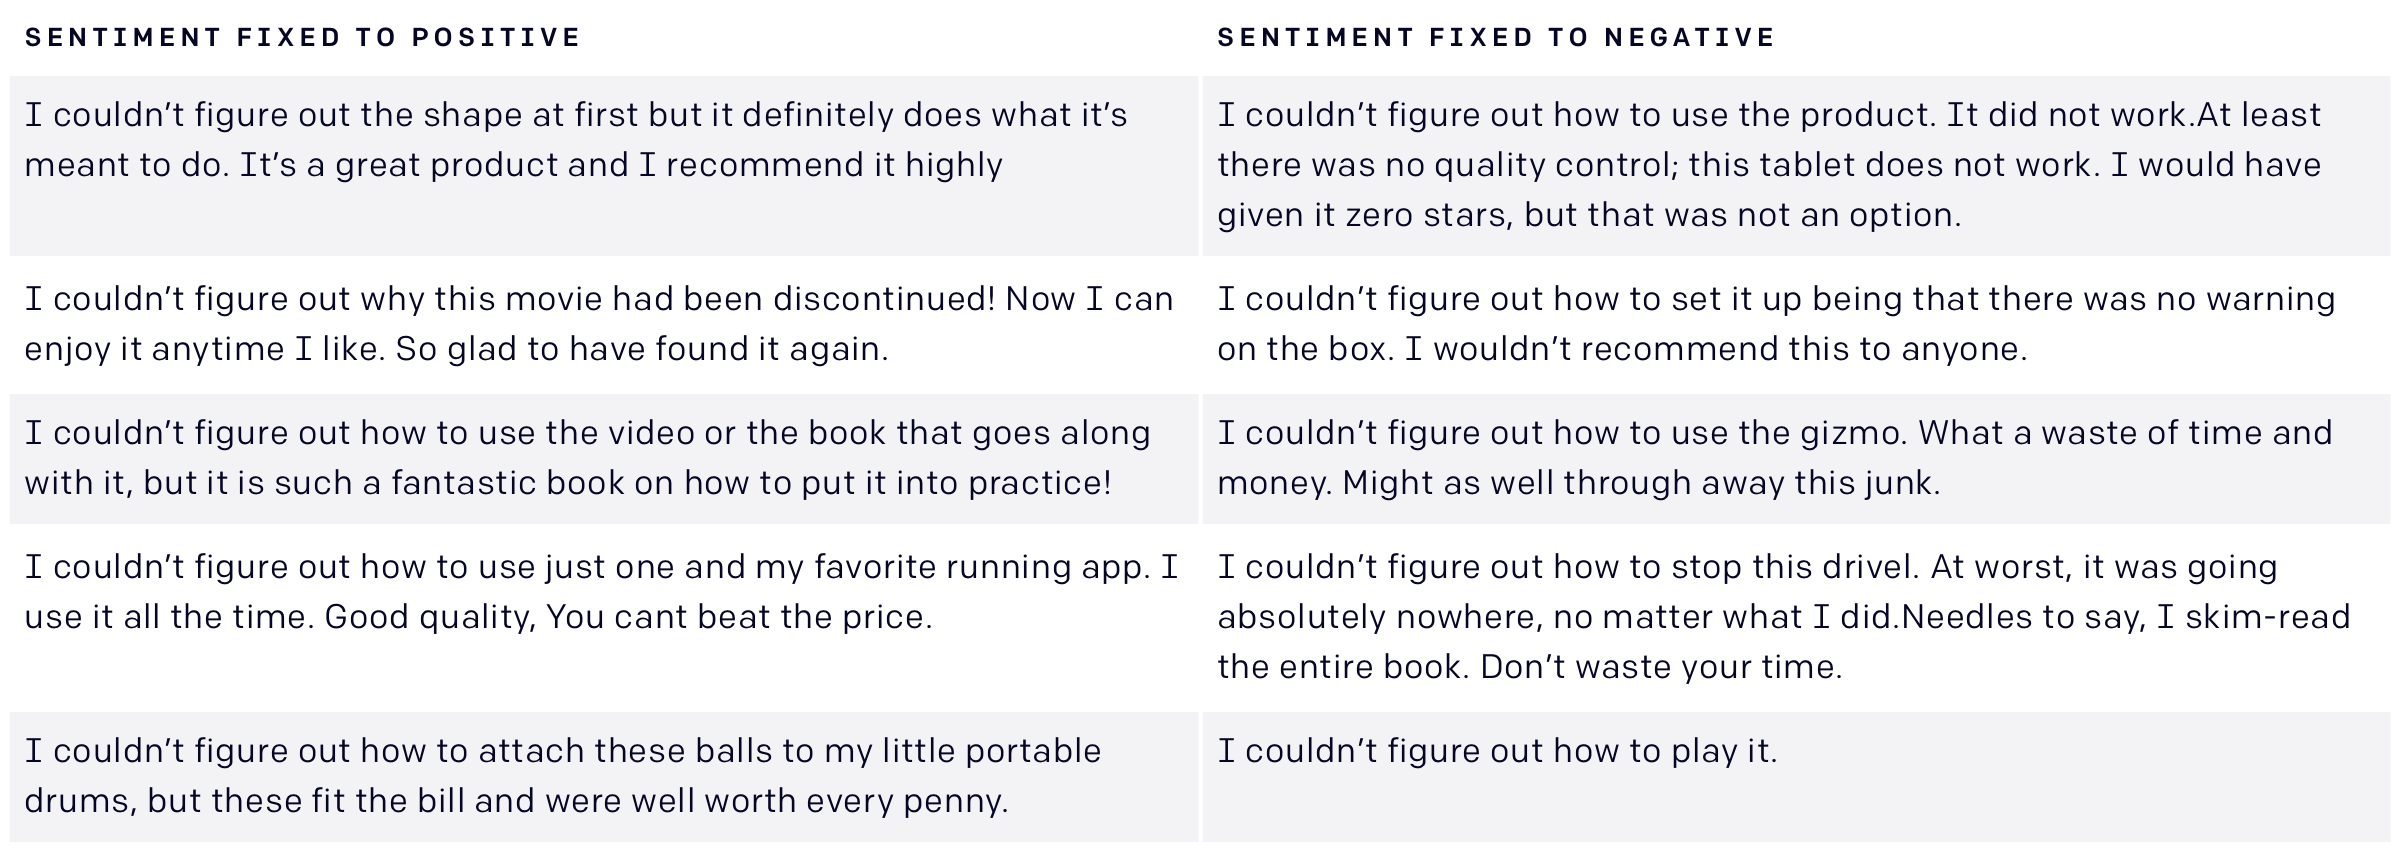 SENTIMENT FIXED TO POSITIVE
SENTIMENT FIXED TO NEGATIVE
I couldn’t figure out the shape at first but it definitely does what it’s
meant to do. It’s a great product and I recommend it highly
I couldn’t figure out how to use the product. It did not work.At least
there was no quality control; this tablet does not work. I would have
given it zero stars, but that was not an option.
I couldn’t figure out why this movie had been discontinued! Now I can
enjoy it anytime I like. So glad to have found it again.
I couldn’t figure out how to set it up being that there was no warning
on the box. I wouldn’t recommend this to anyone.
I couldn’t figure out how to use the video or the book that goes along
with it, but it is such a fantastic book on how to put it into practice!
I couldn’t figure out how to use the gizmo. What a waste of time and
money. Might as well through away this junk.
I couldn’t figure out how to use just one and my favorite running app. I
use it all the time. Good quality, You cant beat the price.
I couldn’t figure out how to stop this drivel. At worst, it was going
absolutely nowhere, no matter what I did.Needles to say, I skim-read
the entire book. Don’t waste your time.
I couldn’t figure out how to attach these balls to my little portable
drums, but these fit the bill and were well worth every penny.
I couldn’t figure out how to play it.